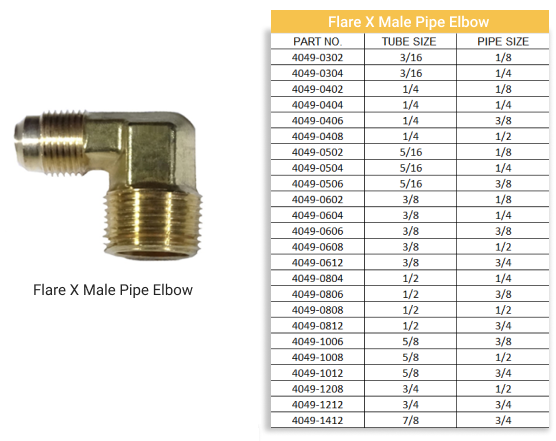 Flare X Male Pipe Elbow
PART NO. TUBE SIZE PIPE SIZE
4049-0302 3/16 1/8
4049-0304 3/16 1/4
4049-0402 1/4 1/8
4049-0404 1/4 1/4
4049-0406 1/4 3/8
4049-0408 1/4 1/2
4049-0502 5/16 1/8
4049-0504 5/16 1/4
4049-0506 5/16 3/8
4049-0602 3/8 1/8
4049-0604 3/8 1/4
4049-0606 3/8 3/8
4049-0608 3/8 1/2
4049-0612 3/8 3/4
4049-0804 1/2 1/4
4049-0806 1/2 3/8
4049-0808 1/2 1/2
4049-0812 1/2 3/4
4049-1006 5/8 3/8
4049-1008 5/8 1/2
4049-1012 5/8 3/4
4049-1208 3/4 1/2
4049-1212 3/4 3/4
4049-1412 7/8 3/4
Flare X Male Pipe Elbow